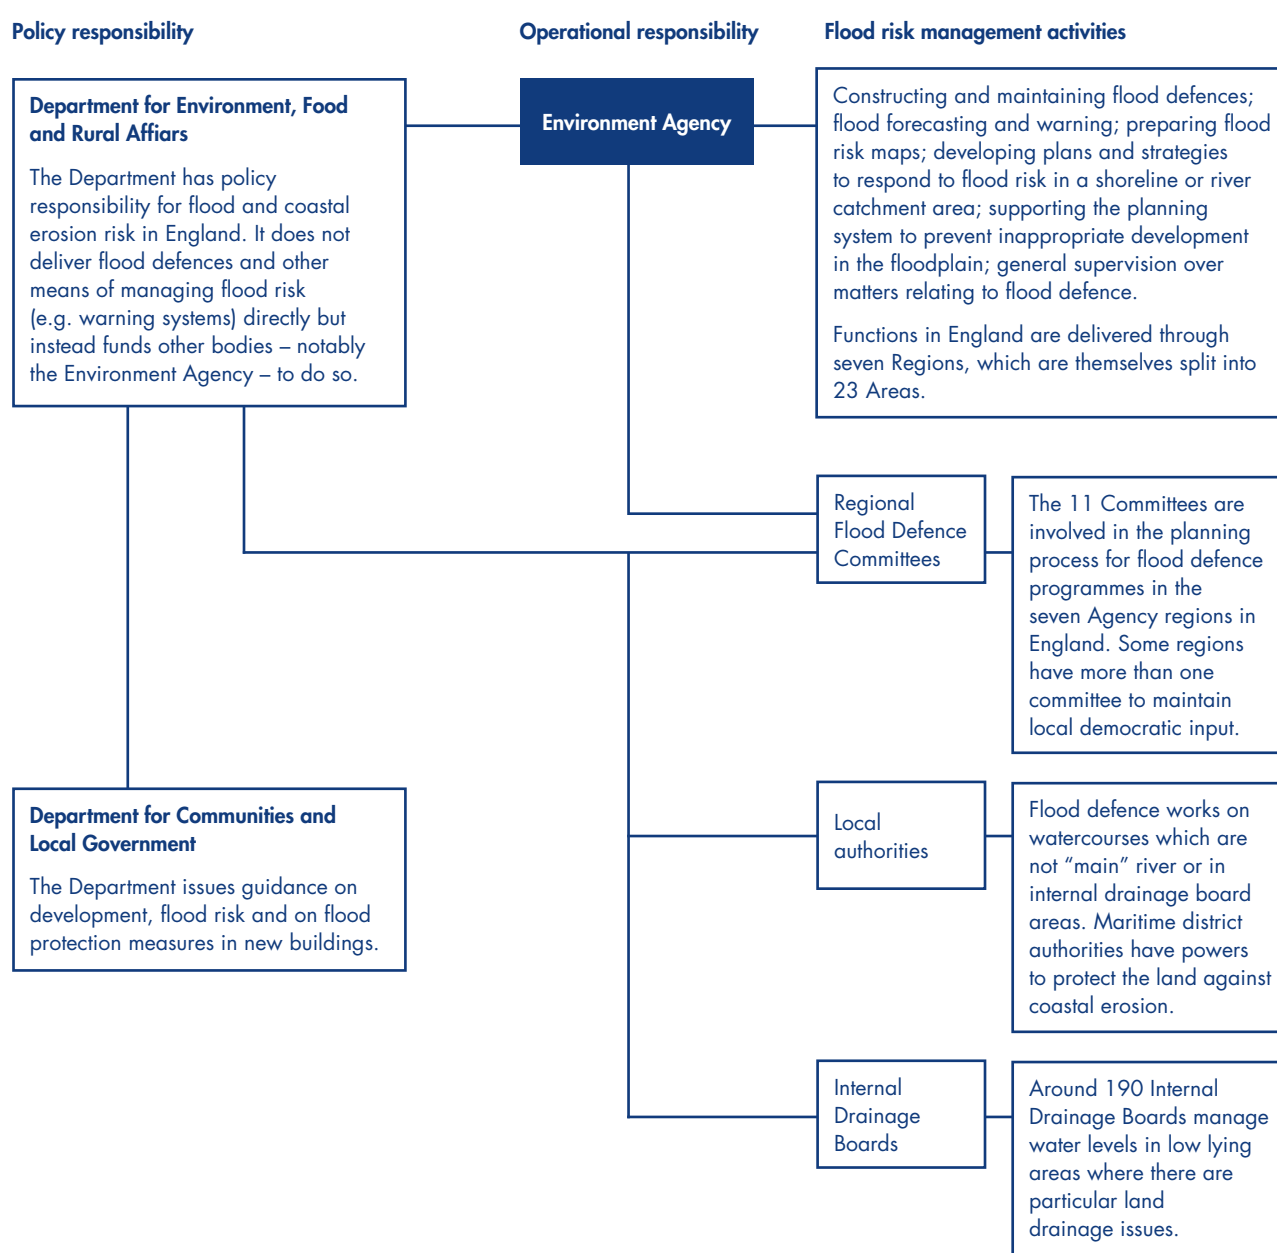 Policy responsibility
Operational responsibility
Flood risk management activities
Department for Environment, Food
and Rural Affiars
The Department has policy
responsibility for flood and coastal
erosion risk in England. It does not
deliver flood defences and other
means of managing flood risk
(e.g. warning systems) directly but
instead funds other bodies – notably
the Environment Agency – to do so.
Environment Agency
Constructing and maintaining flood defences;
flood forecasting and warning; preparing flood
risk maps; developing plans and strategies
to respond to flood risk in a shoreline or river
catchment area; supporting the planning
system to prevent inappropriate development
in the floodplain; general supervision over
matters relating to flood defence.
Functions in England are delivered through
seven Regions, which are themselves split into
23 Areas.
Regional
Flood Defence
Committees
The 11 Committees are
involved in the planning
process for flood defence
programmes in the
seven Agency regions in
England. Some regions
have more than one
committee to maintain
local democratic input.
Department for Communities and
Local Government
The Department issues guidance on
development, flood risk and on flood
protection measures in new buildings.
Local
authorities
Flood defence works on
watercourses which are
not “main” river or in
internal drainage board
areas. Maritime district
authorities have powers
to protect the land against
coastal erosion.
Internal
Drainage
Boards
Around 190 Internal
Drainage Boards manage
water levels in low lying
areas where there are
particular land
drainage issues.